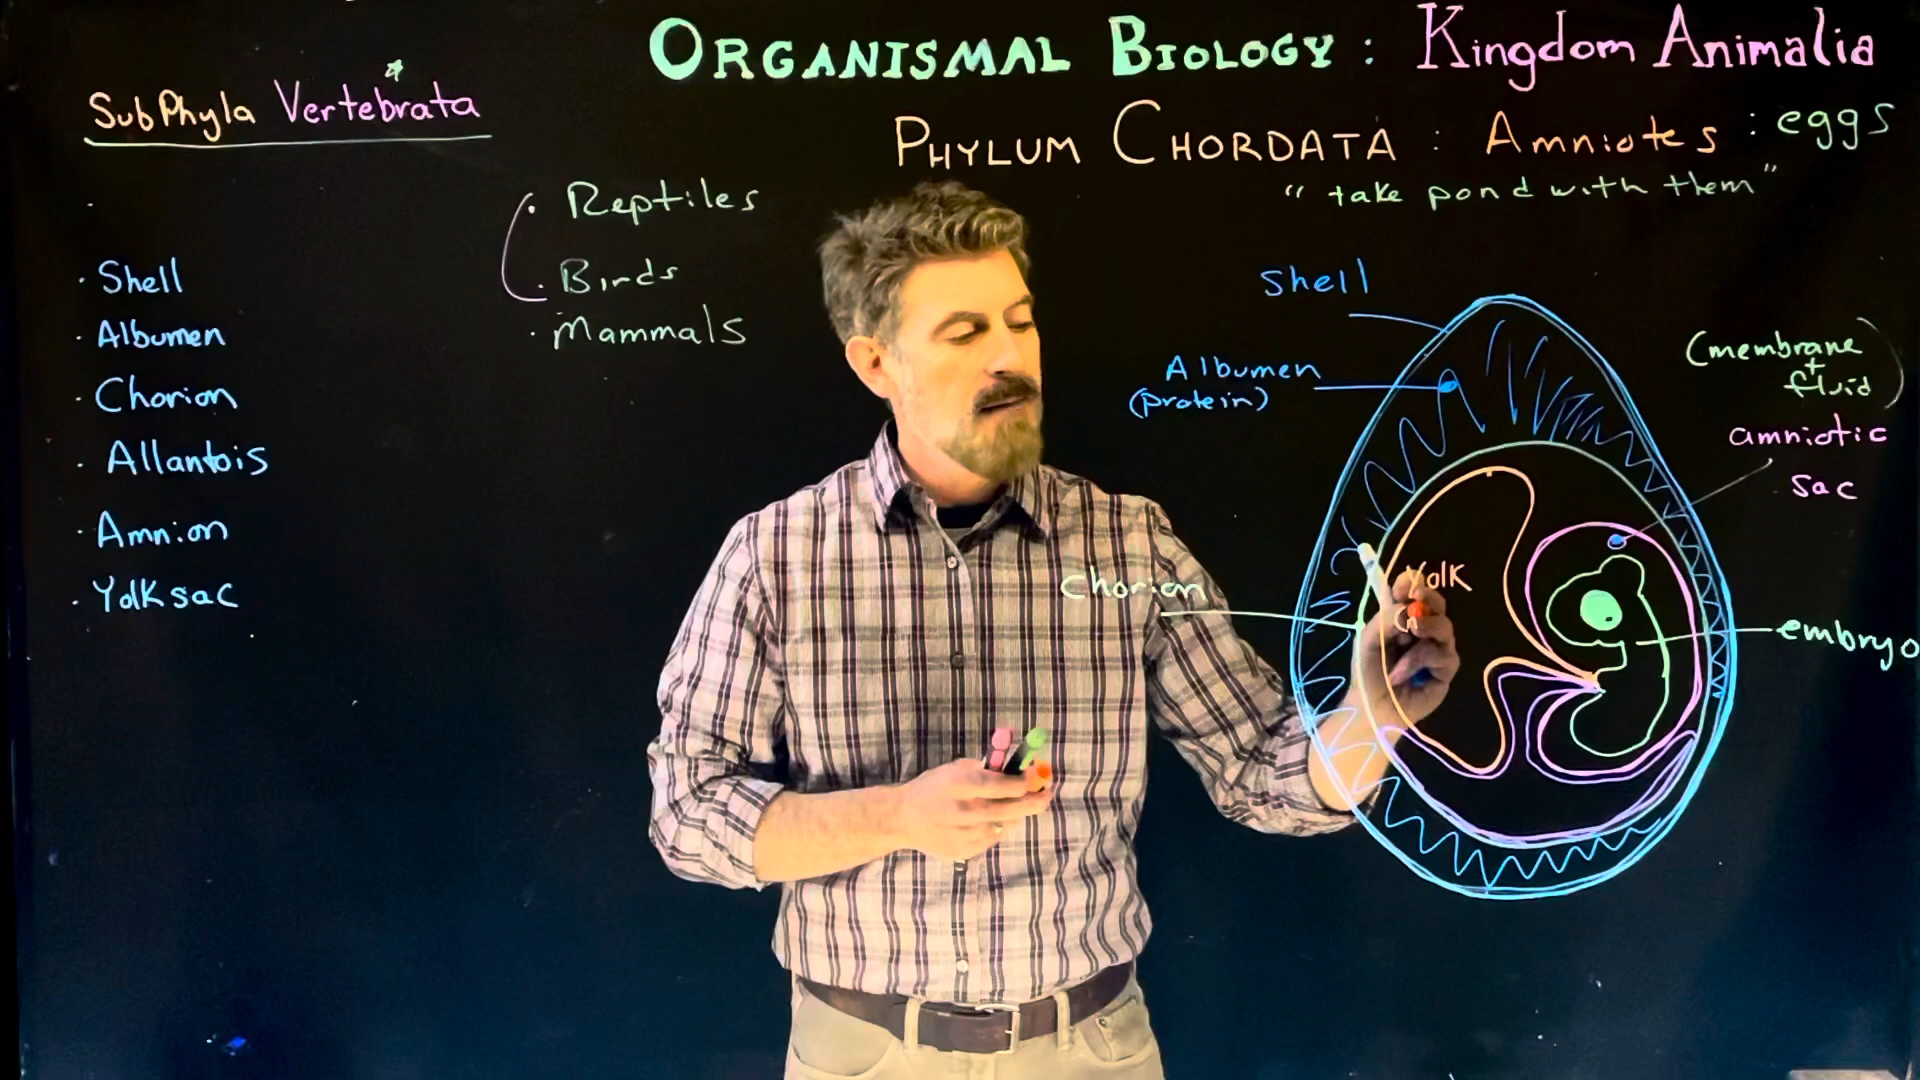 ORGANISMAL BIOLOGY: Kingdom Animalia
PHYLUM CHORDATA: Amniotes: eggs
"take pond with them"
SubPhyla Vertebrata
· Shell
· Albumen
· Chorion
· Allantois
· Amnion
· Yolk sac
· Reptiles
· Birds
· Mammals
Shell
Albumen
(protein)
Chorion
Yolk
(membrane
+
fluid)
amniotic
sac
embryo